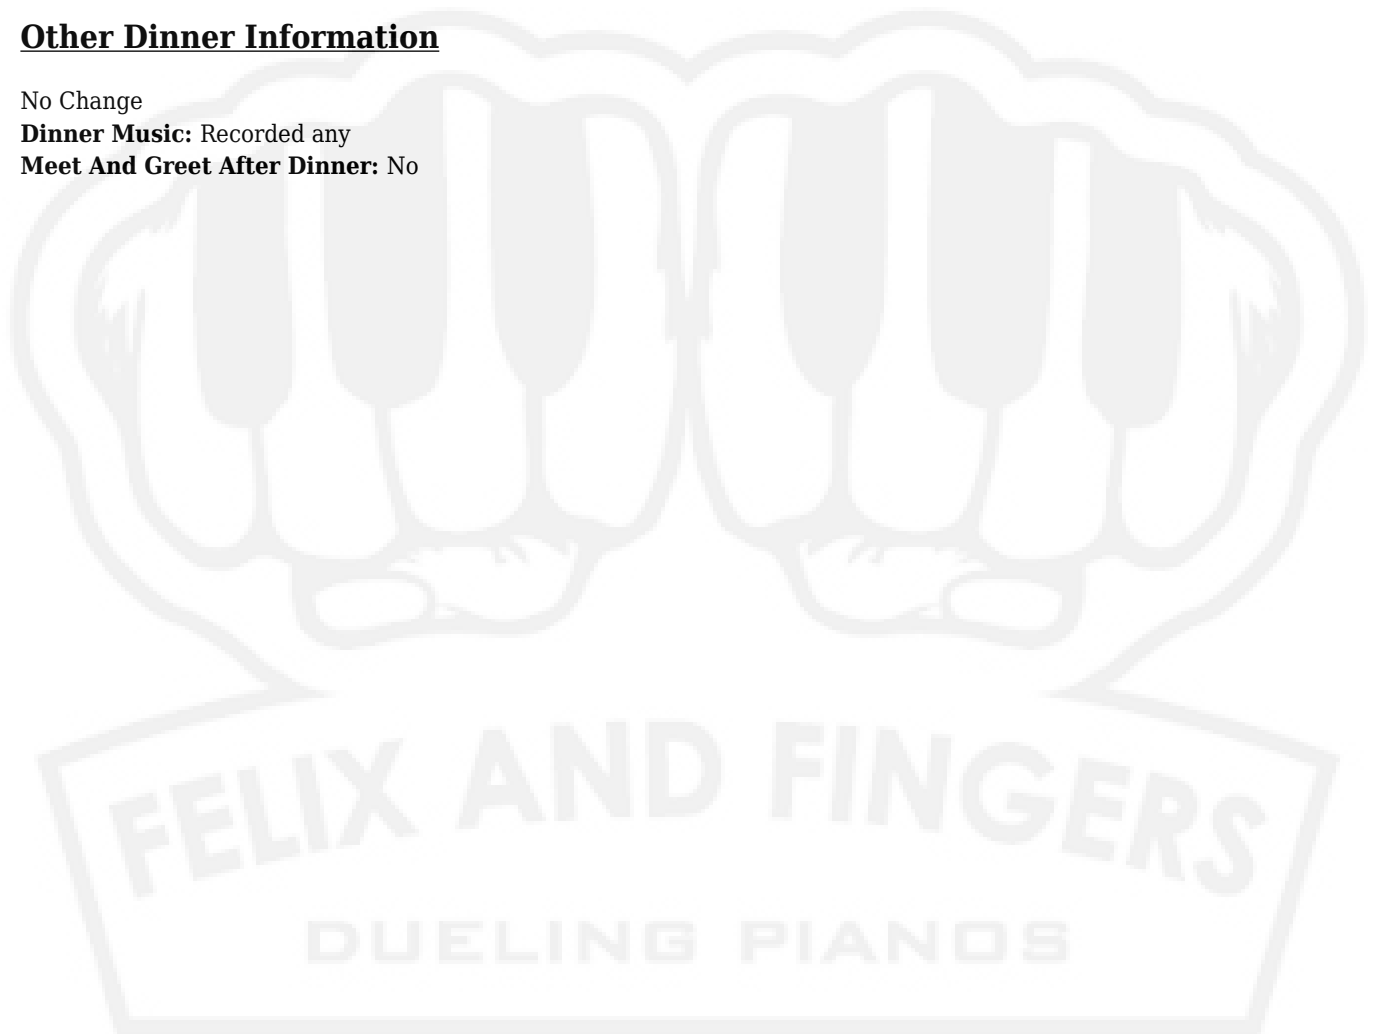 Other Dinner Information
No Change
Dinner Music: Recorded any
Meet And Greet After Dinner: No
FELIX AND FINGERS
DUELING PIANOS